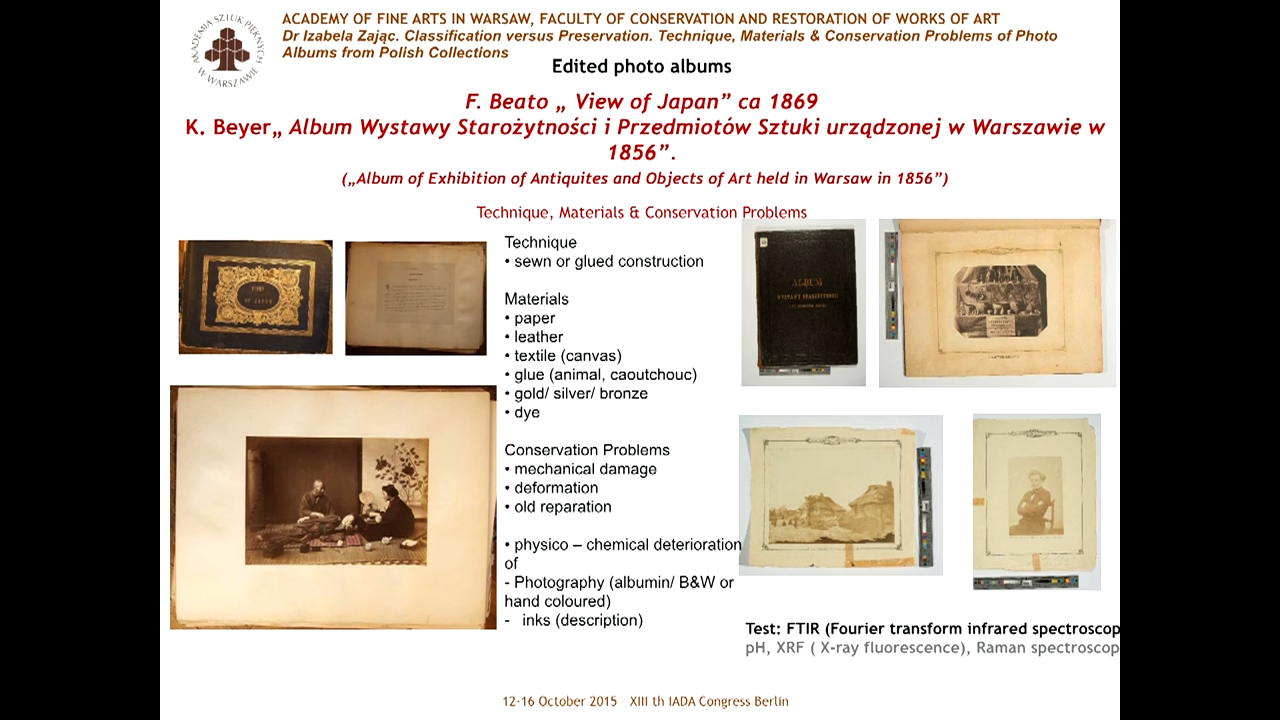 AKADEMIA SZTUK PIĘKNYCH W WARSZAWIE
ACADEMY OF FINE ARTS IN WARSAW, FACULTY OF CONSERVATION AND RESTORATION OF WORKS OF ART
Dr Izabela Zając. Classification versus Preservation. Technique, Materials & Conservation Problems of Photo
Albums from Polish Collections
Edited photo albums
F. Beato „ View of Japan” ca 1869
K. Beyer„ Album Wystawy Starożytności i Przedmiotów Sztuki urządzonej w Warszawie w
1856”.
(„Album of Exhibition of Antiquites and Objects of Art held in Warsaw in 1856”)
Technique, Materials & Conservation Problems
Technique
• sewn or glued construction
Materials
• paper
• leather
• textile (canvas)
• glue (animal, caoutchouc)
• gold/ silver/ bronze
• dye
Conservation Problems
• mechanical damage
• deformation
• old reparation
• physico – chemical deterioration
of
- Photography (albumin/ B&W or
hand coloured)
- inks (description)
ALBUM
WYSTAWY STAROŻYTNOŚCI
Test: FTIR (Fourier transform infrared spectroscop
pH, XRF ( X-ray fluorescence), Raman spectroscop
12-16 October 2015 XIII th IADA Congress Berlin